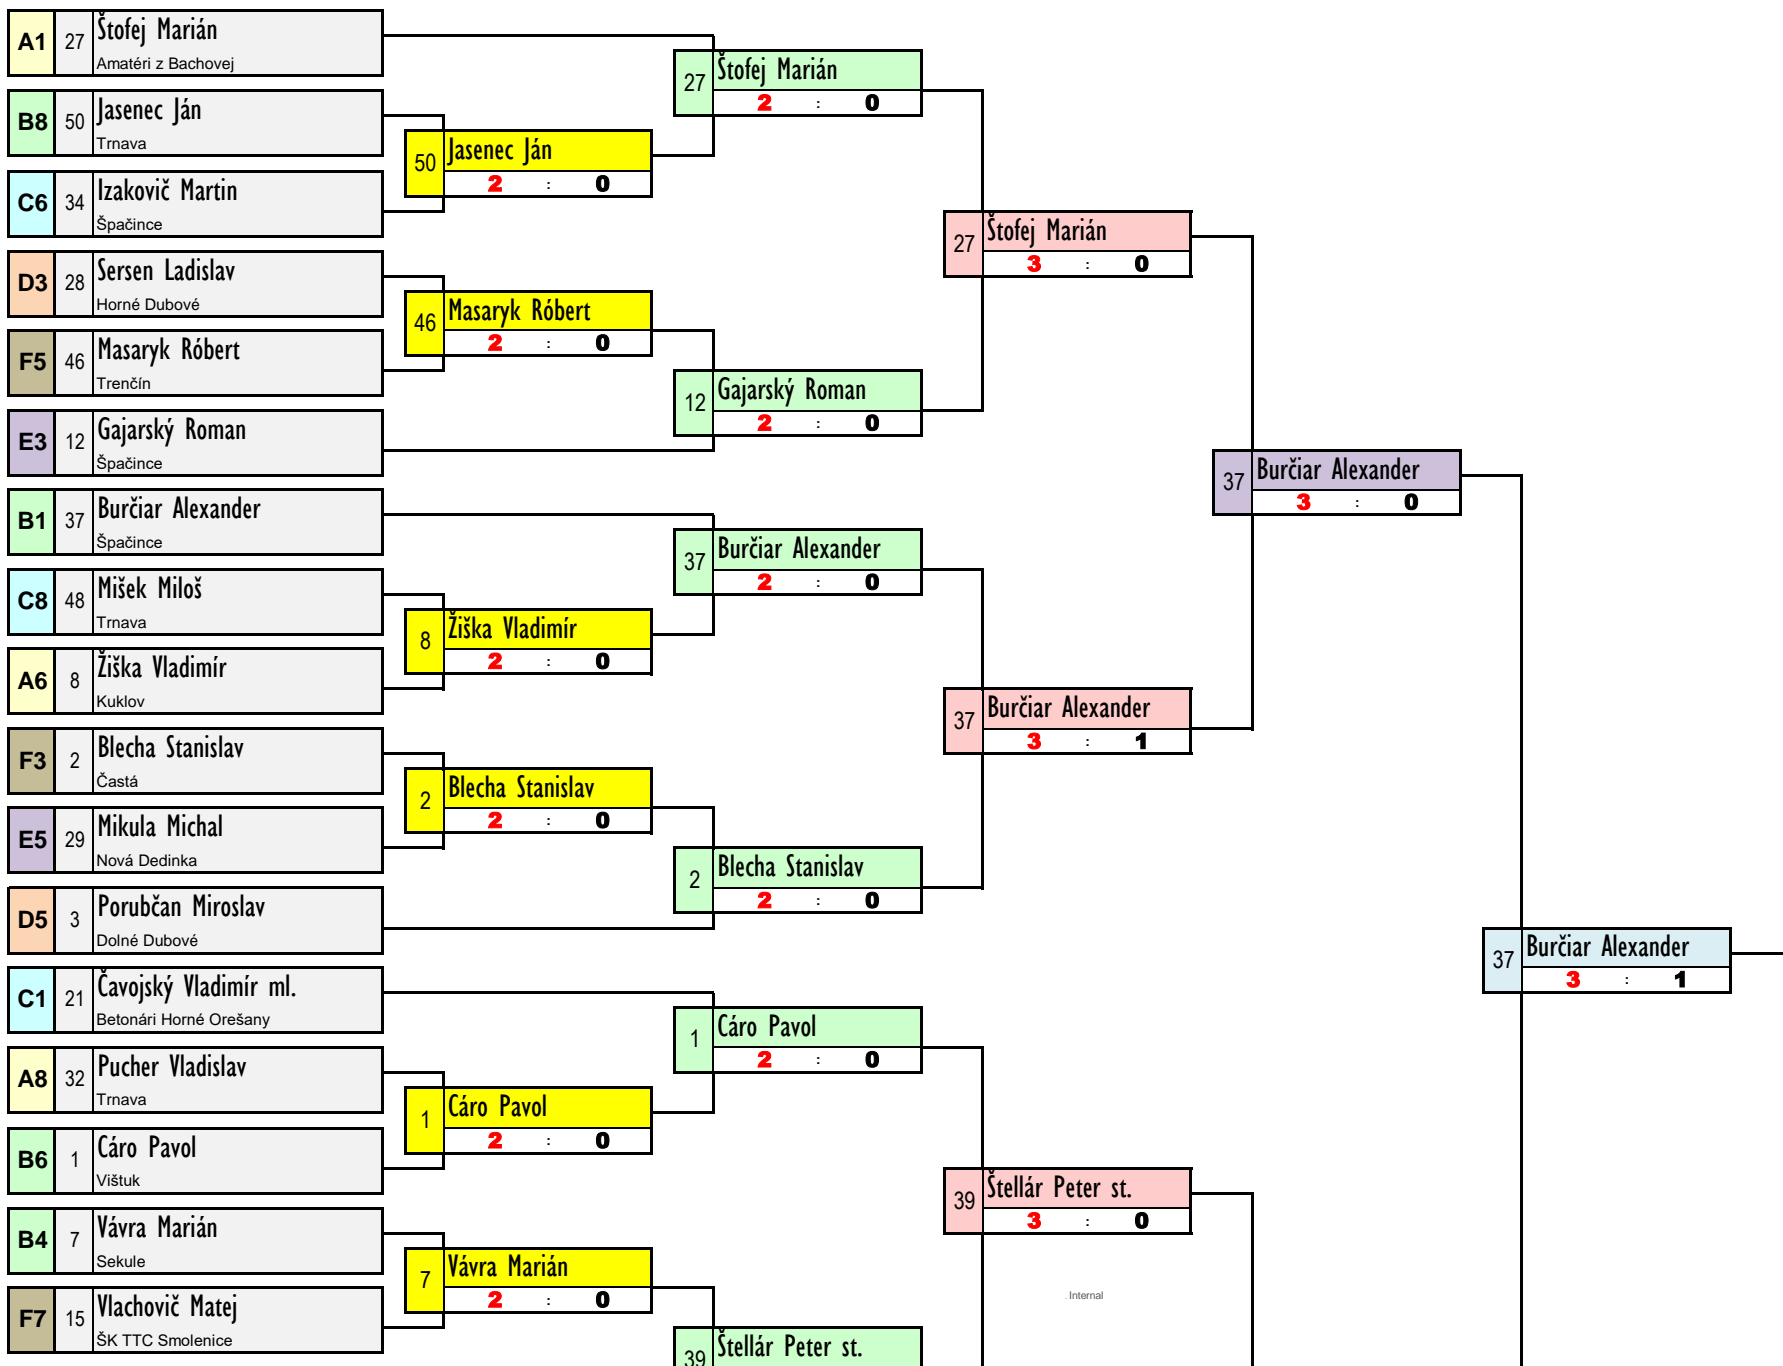 A1 27 Štofej Marián
Amatéri z Bachovej
27 Štofej Marián
2 : 0
B8 50 Jasenec Ján
Trnava
50 Jasenec Ján
2 : 0
C6 34 Izakovič Martin
Špačince
27 Štofej Marián
3 : 0
D3 28 Sersen Ladislav
Horné Dubové
46 Masaryk Róbert
2 : 0
F5 46 Masaryk Róbert
Trenčín
12 Gajarský Roman
2 : 0
E3 12 Gajarský Roman
Špačince
37 Burčiar Alexander
3 : 0
B1 37 Burčiar Alexander
Špačince
37 Burčiar Alexander
2 : 0
C8 48 Mišek Miloš
Trnava
8 Žiška Vladimír
2 : 0
A6 8 Žiška Vladimír
Kuklov
37 Burčiar Alexander
3 : 1
F3 2 Blecha Stanislav
Častá
2 Blecha Stanislav
2 : 0
E5 29 Mikula Michal
Nová Dedinka
2 Blecha Stanislav
2 : 0
D5 3 Porubčan Miroslav
Dolné Dubové
37 Burčiar Alexander
3 : 1
C1 21 Čavojský Vladimír ml.
Betonári Horné Orešany
1 Cáro Pavol
2 : 0
A8 32 Pucher Vladislav
Trnava
1 Cáro Pavol
2 : 0
B6 1 Cáro Pavol
Vištuk
39 Štellár Peter st.
3 : 0
B4 7 Vávra Marián
Sekule
7 Vávra Marián
2 : 0
F7 15 Vlachovič Matej
ŠK TTC Smolenice
Internal
39 Štellár Peter st.